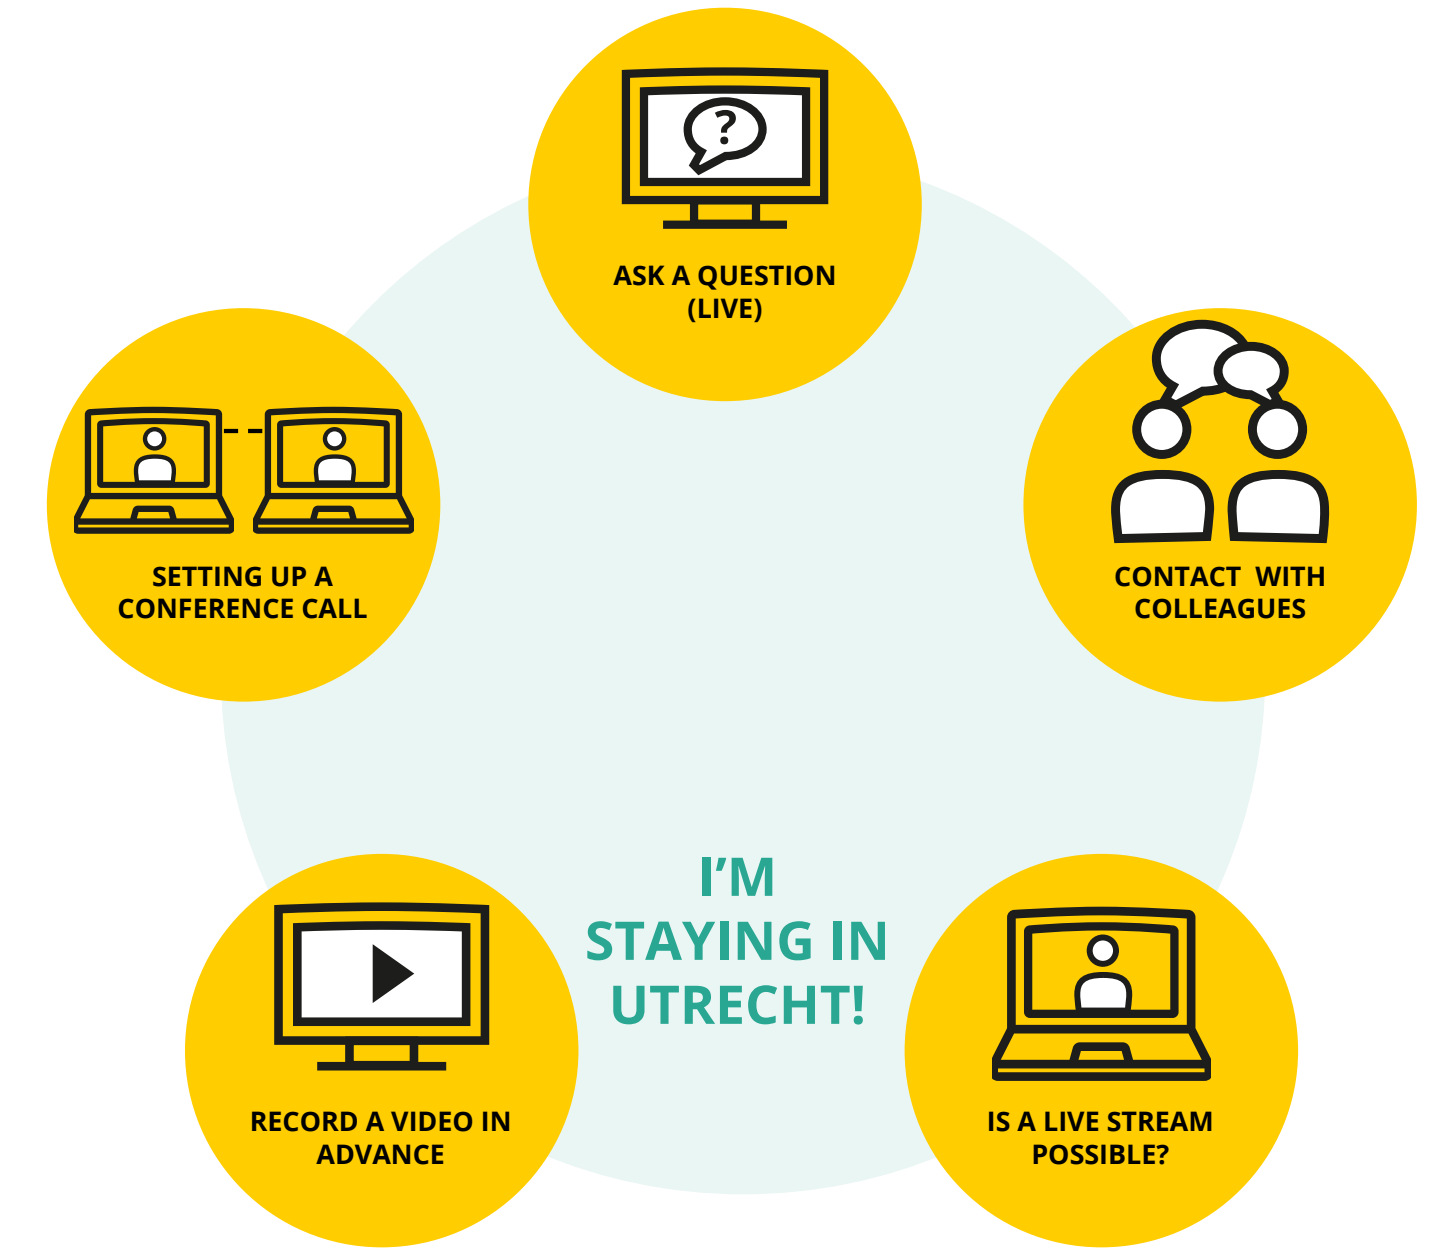 ?
ASK A QUESTION
(LIVE)
SETTING UP A
CONFERENCE CALL
CONTACT WITH
COLLEAGUES
I'M
STAYING IN
UTRECHT!
RECORD A VIDEO IN
ADVANCE
IS A LIVE STREAM
POSSIBLE?